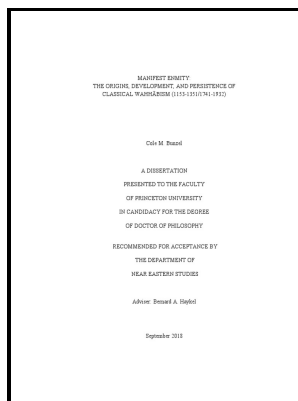 MANIFEST ENMITY:
THE ORIGINS, DEVELOPMENT, AND PERSISTENCE OF
CLASSICAL WAHHĀBISM (1153-1351/1741-1932)
Cole M. Bunzel
A DISSERTATION
PRESENTED TO THE FACULTY
OF PRINCETON UNIVERSITY
IN CANDIDACY FOR THE DEGREE
OF DOCTOR OF PHILOSOPHY
RECOMMENDED FOR ACCEPTANCE BY
THE DEPARTMENT OF
NEAR EASTERN STUDIES
Adviser: Bernard A. Haykel
September 2018